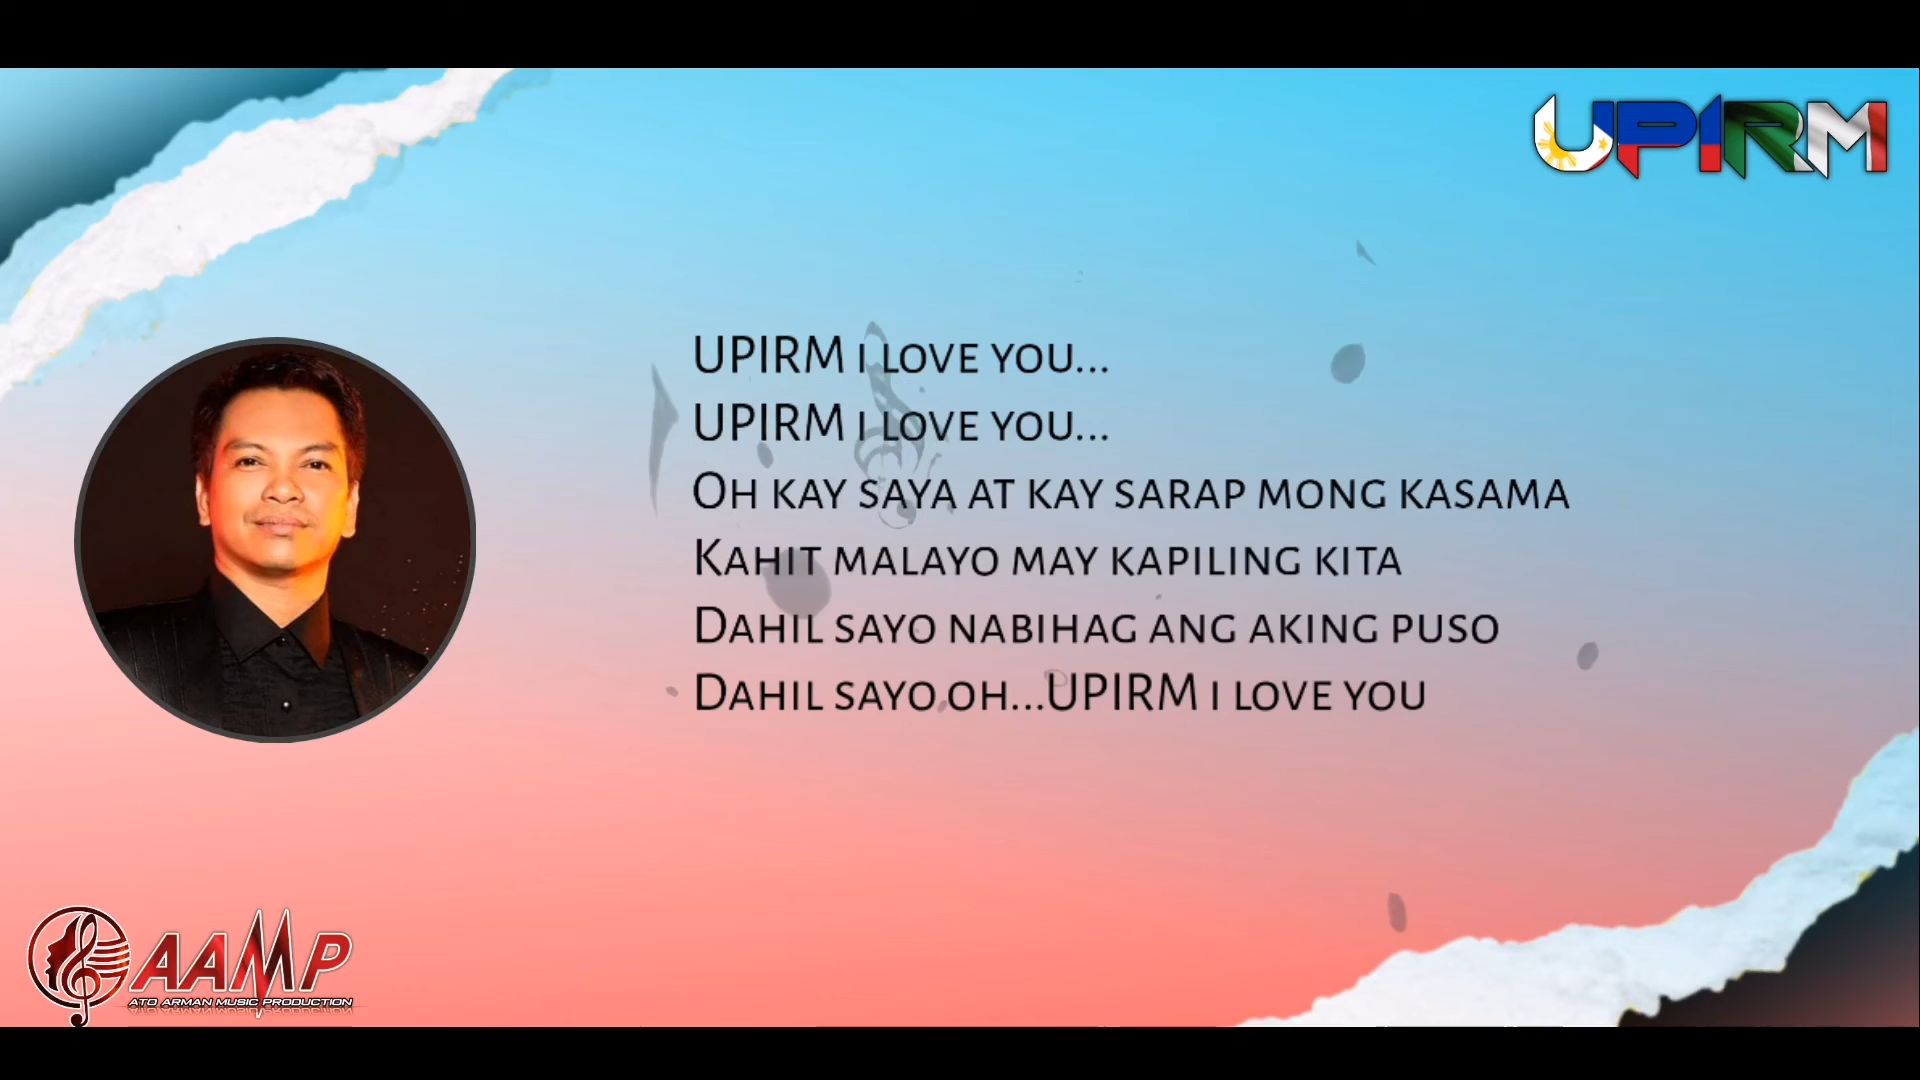 UPIRM
UPIRM I LOVE YOU...
UPIRM I LOVE YOU...
OH KAY SAYA AT KAY SARAP MONG KASAMA
KAHIT MALAYO MAY KAPILING KITA
DAHIL SAYO NABIHAG ANG AKING PUSO
DAHIL SAYO OH...UPIRM I LOVE YOU
AAMP
ATO ARMAN MUSIC PRODUCTION